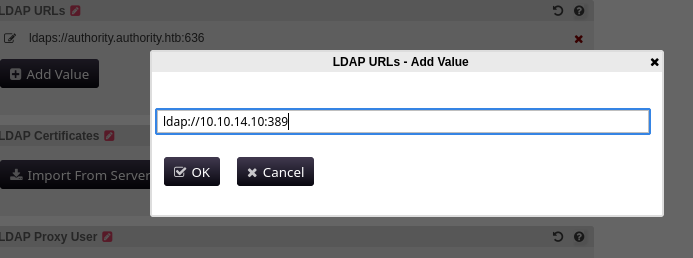 LDAP URLs
ldaps://authority.authority.htb:636
Add Value
LDAP URLs - Add Value
ldap://10.10.14.10:389
OK
Cancel
LDAP Certificates
Import From Server
LDAP Proxy User